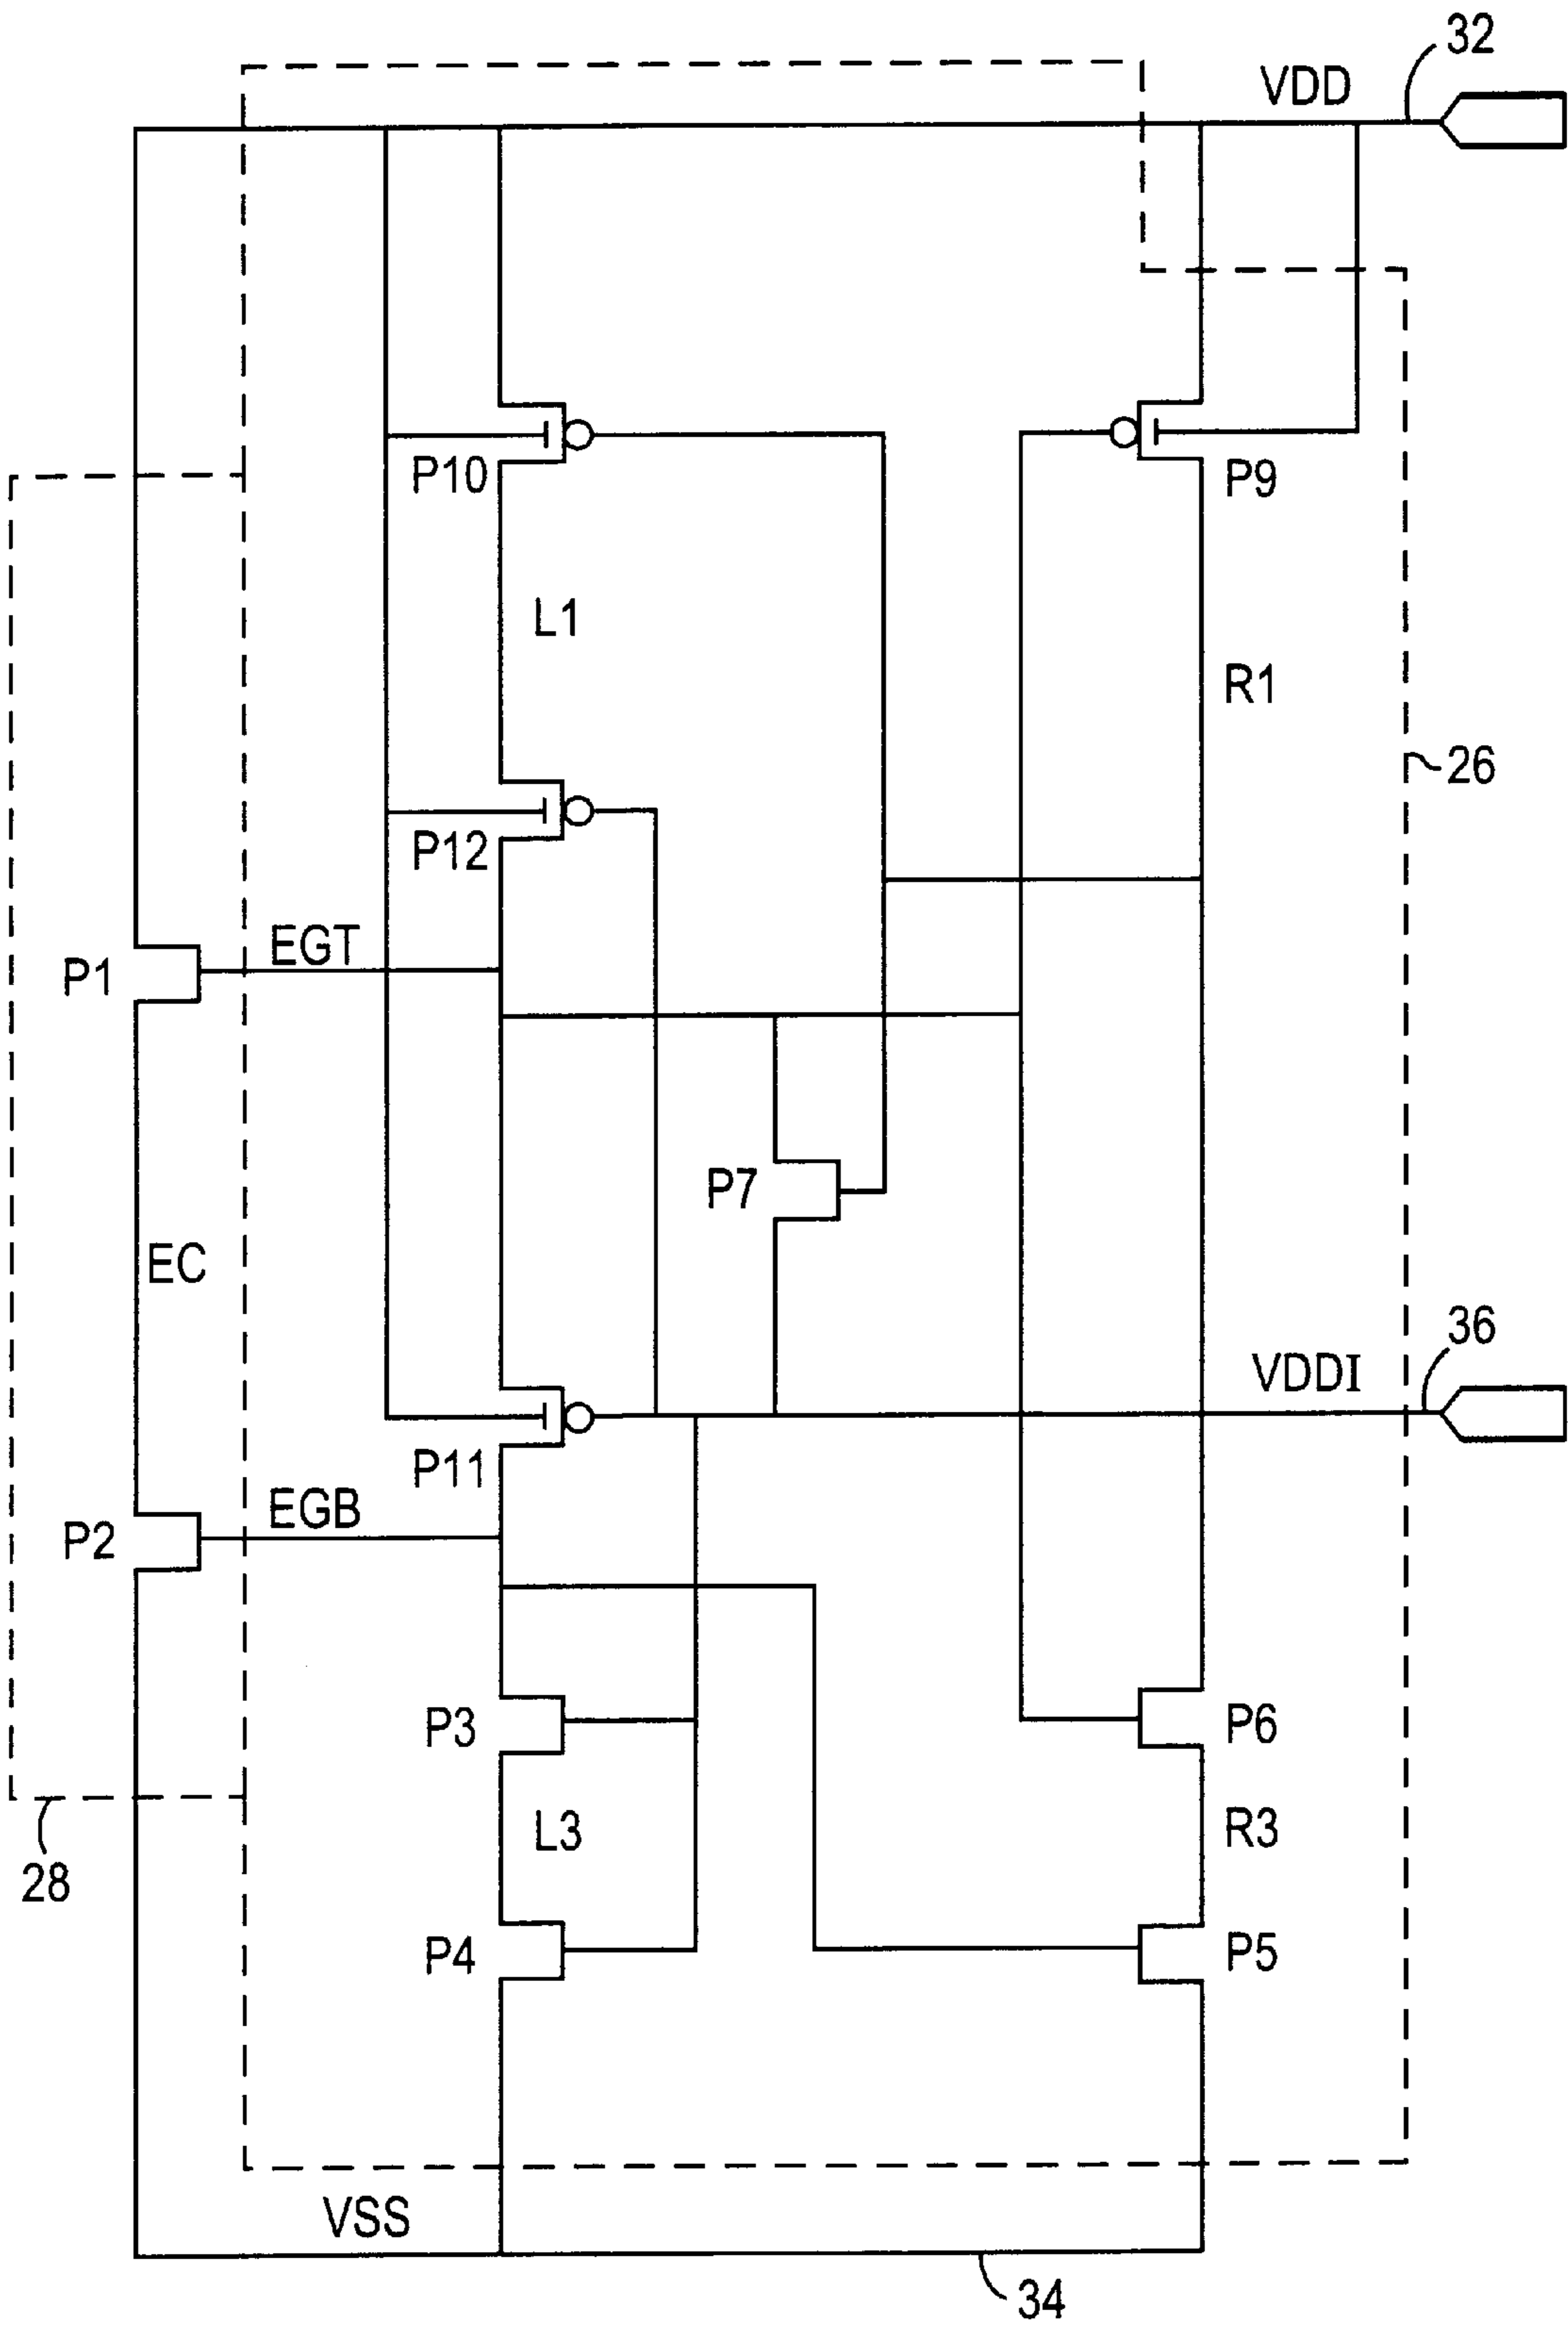 32
VDD
P10
P9
L1
R1
26
P12
EGT
P1
P7
EC
36
VDDI
P11
EGB
P2
P3
P6
L3
R3
28
P4
P5
VSS
34